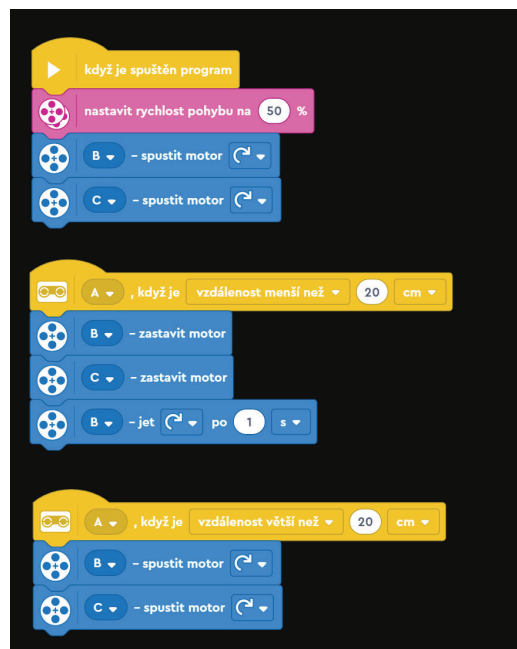 když je spuštěn program
nastavit rychlost pohybu na 50 %
B – spustit motor
C – spustit motor
A , když je vzdálenost menší než 20 cm
B – zastavit motor
C – zastavit motor
B – jet po 1 s
A , když je vzdálenost větší než 20 cm
B – spustit motor
C – spustit motor